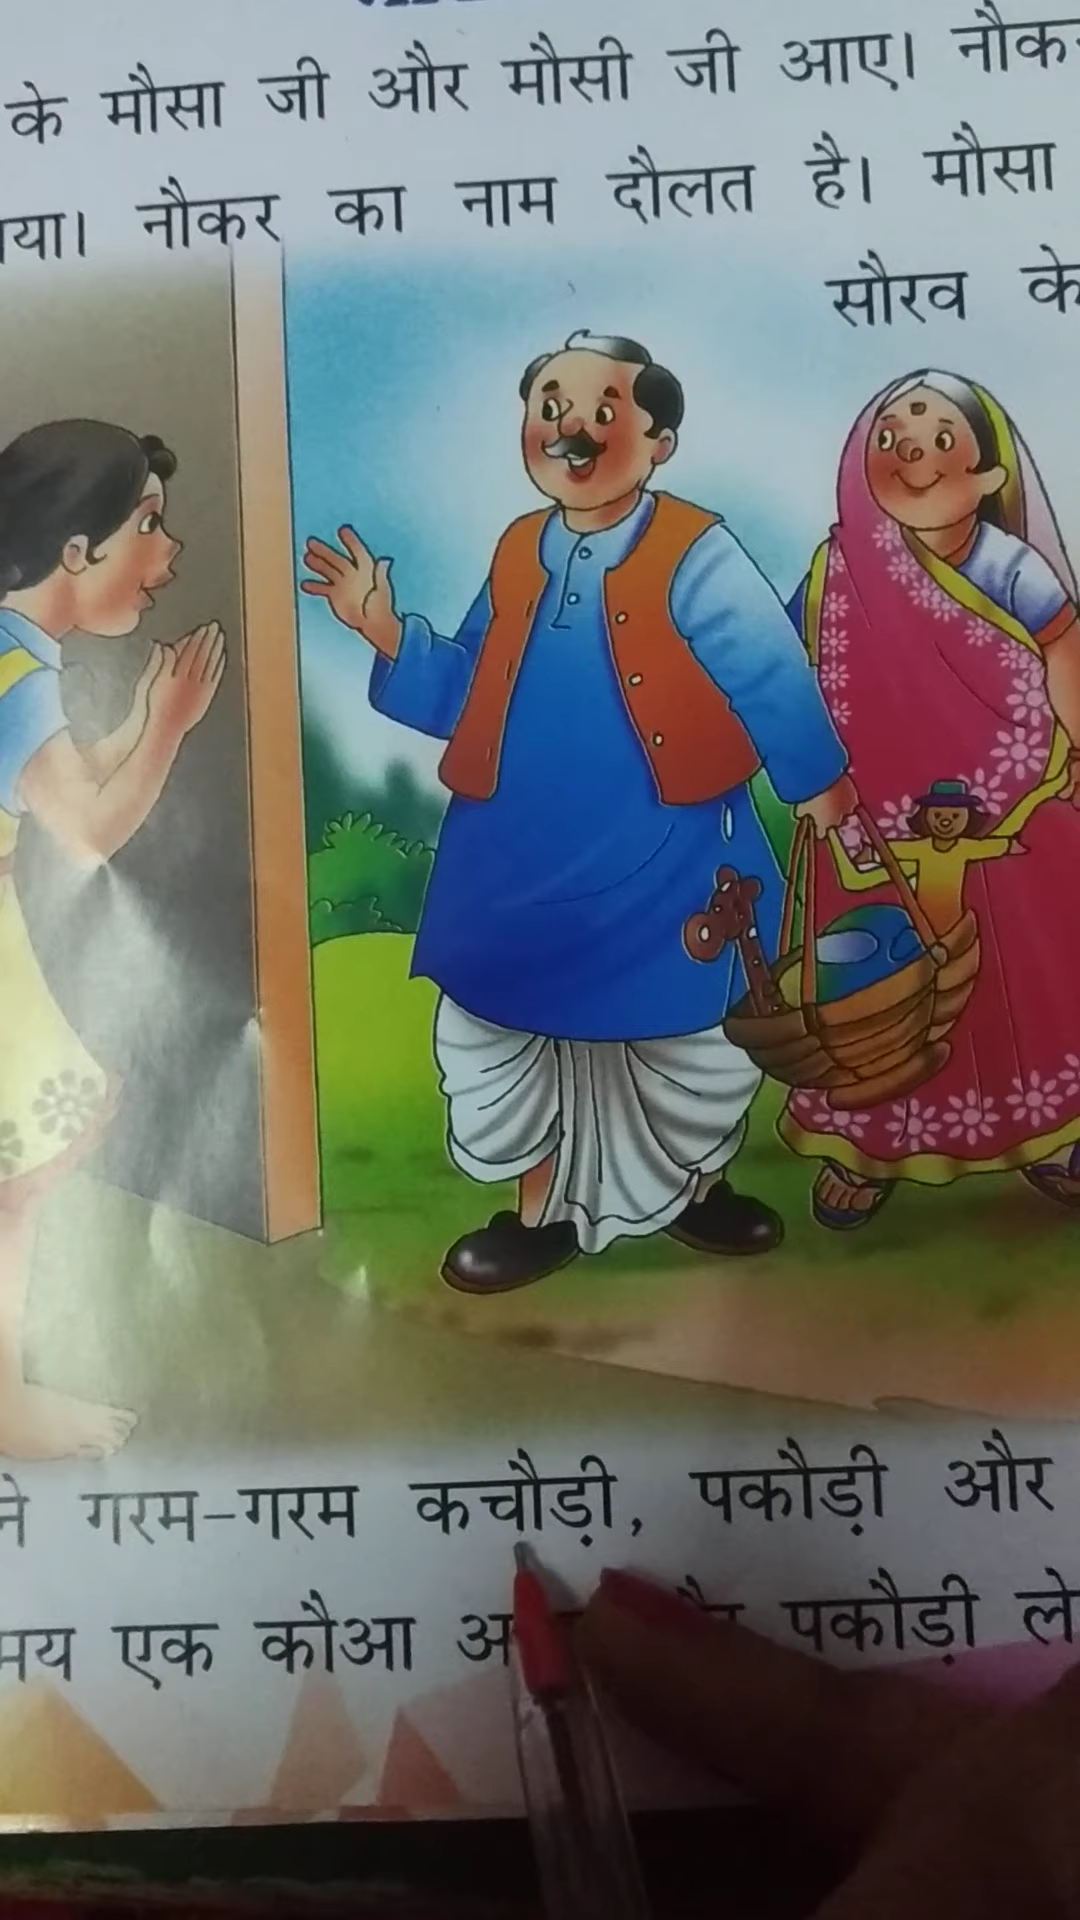 के मौसा जी और मौसी जी आए। नौक
या। नौकर का नाम दौलत है। मौसा
सौरव के
ने गरम-गरम कचौड़ी, पकौड़ी और
मय एक कौआ पकौड़ी ले